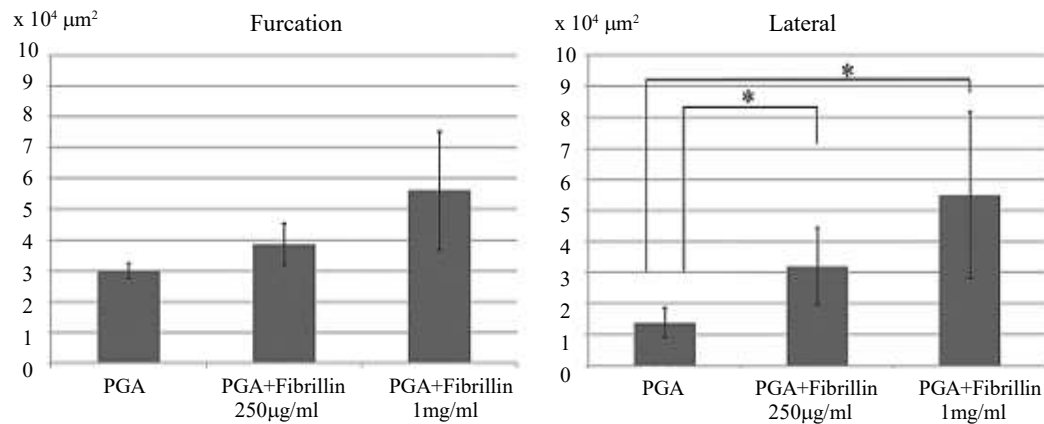 x 10⁴ μm²
Furcation
10
9
8
7
6
5
4
3
2
1
0
PGA
PGA+Fibrillin
250μg/ml
PGA+Fibrillin
1mg/ml
x 10⁴ μm²
Lateral
10
9
8
7
6
5
4
3
2
1
0
*
*
PGA
PGA+Fibrillin
250μg/ml
PGA+Fibrillin
1mg/ml